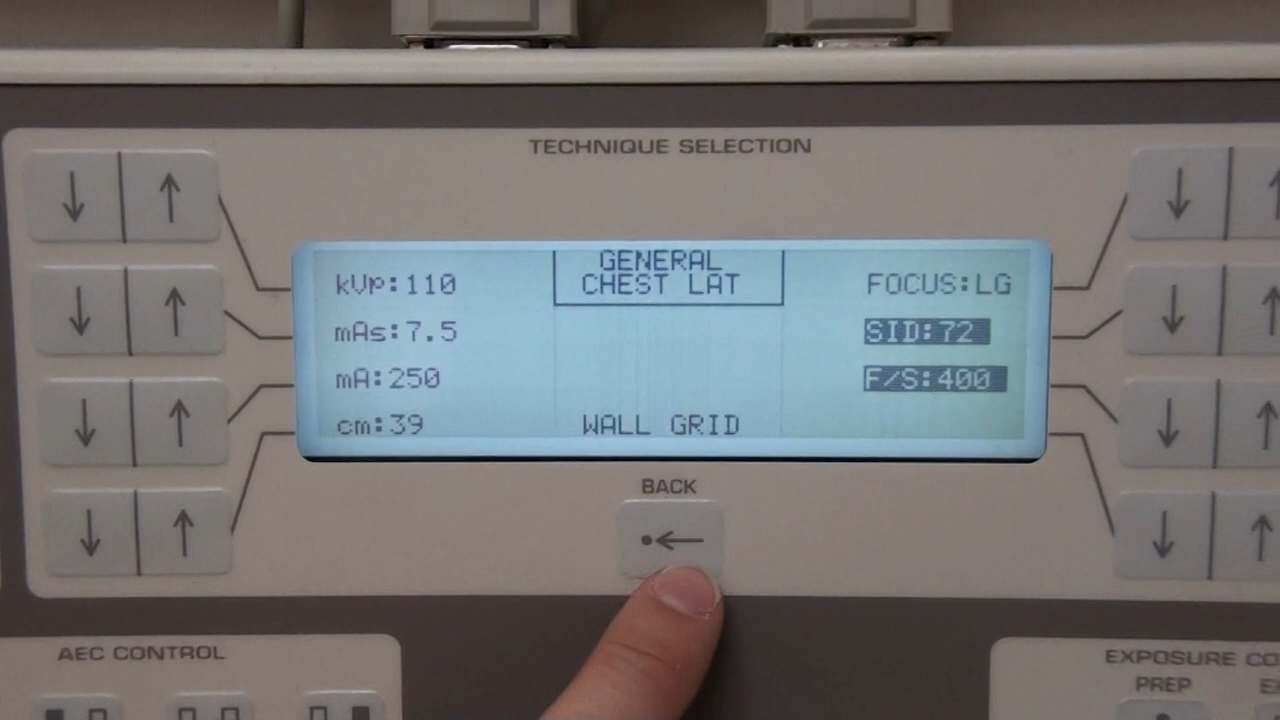 TECHNIQUE SELECTION
GENERAL
CHEST LAT
kVp:110
FOCUS:LG
mAs:7.5
SID:72
mA:250
F/S:400
cm:39
WALL GRID
BACK
AEC CONTROL
EXPOSURE
PREP